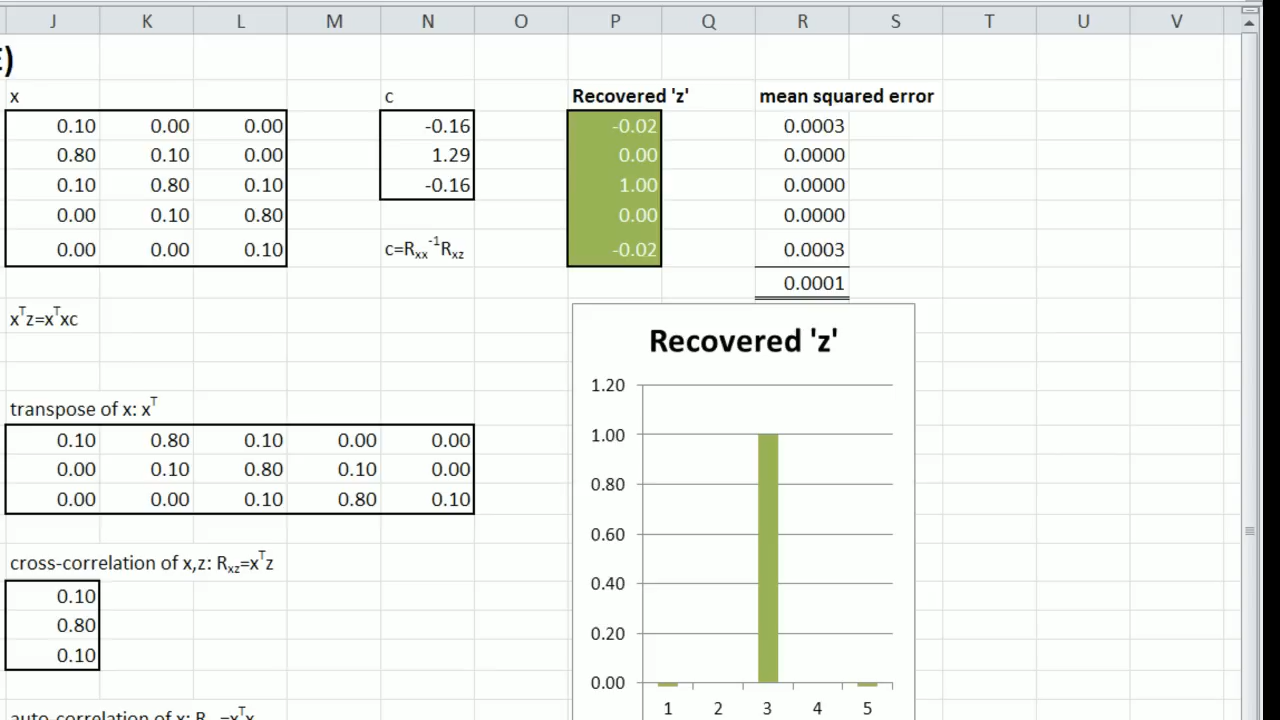 J K L M N O P Q R S T U V
E)
x c Recovered 'z' mean squared error
0.10 0.00 0.00 -0.16 -0.02 0.0003
0.80 0.10 0.00 1.29 0.00 0.0000
0.10 0.80 0.10 -0.16 1.00 0.0000
0.00 0.10 0.80 0.00 0.0000
0.00 0.00 0.10 c=Rxx-1Rxz -0.02 0.0003
0.0001
xTz=xTxc
Recovered 'z'
1.20
transpose of x: xT
0.10 0.80 0.10 0.00 0.00 1.00
0.00 0.10 0.80 0.10 0.00
0.00 0.00 0.10 0.80 0.10 0.80
0.60
cross-correlation of x,z: Rxz=xTz
0.10 0.40
0.80 0.20
0.10
0.00
1 2 3 4 5
auto-correlation of x: R =xTx